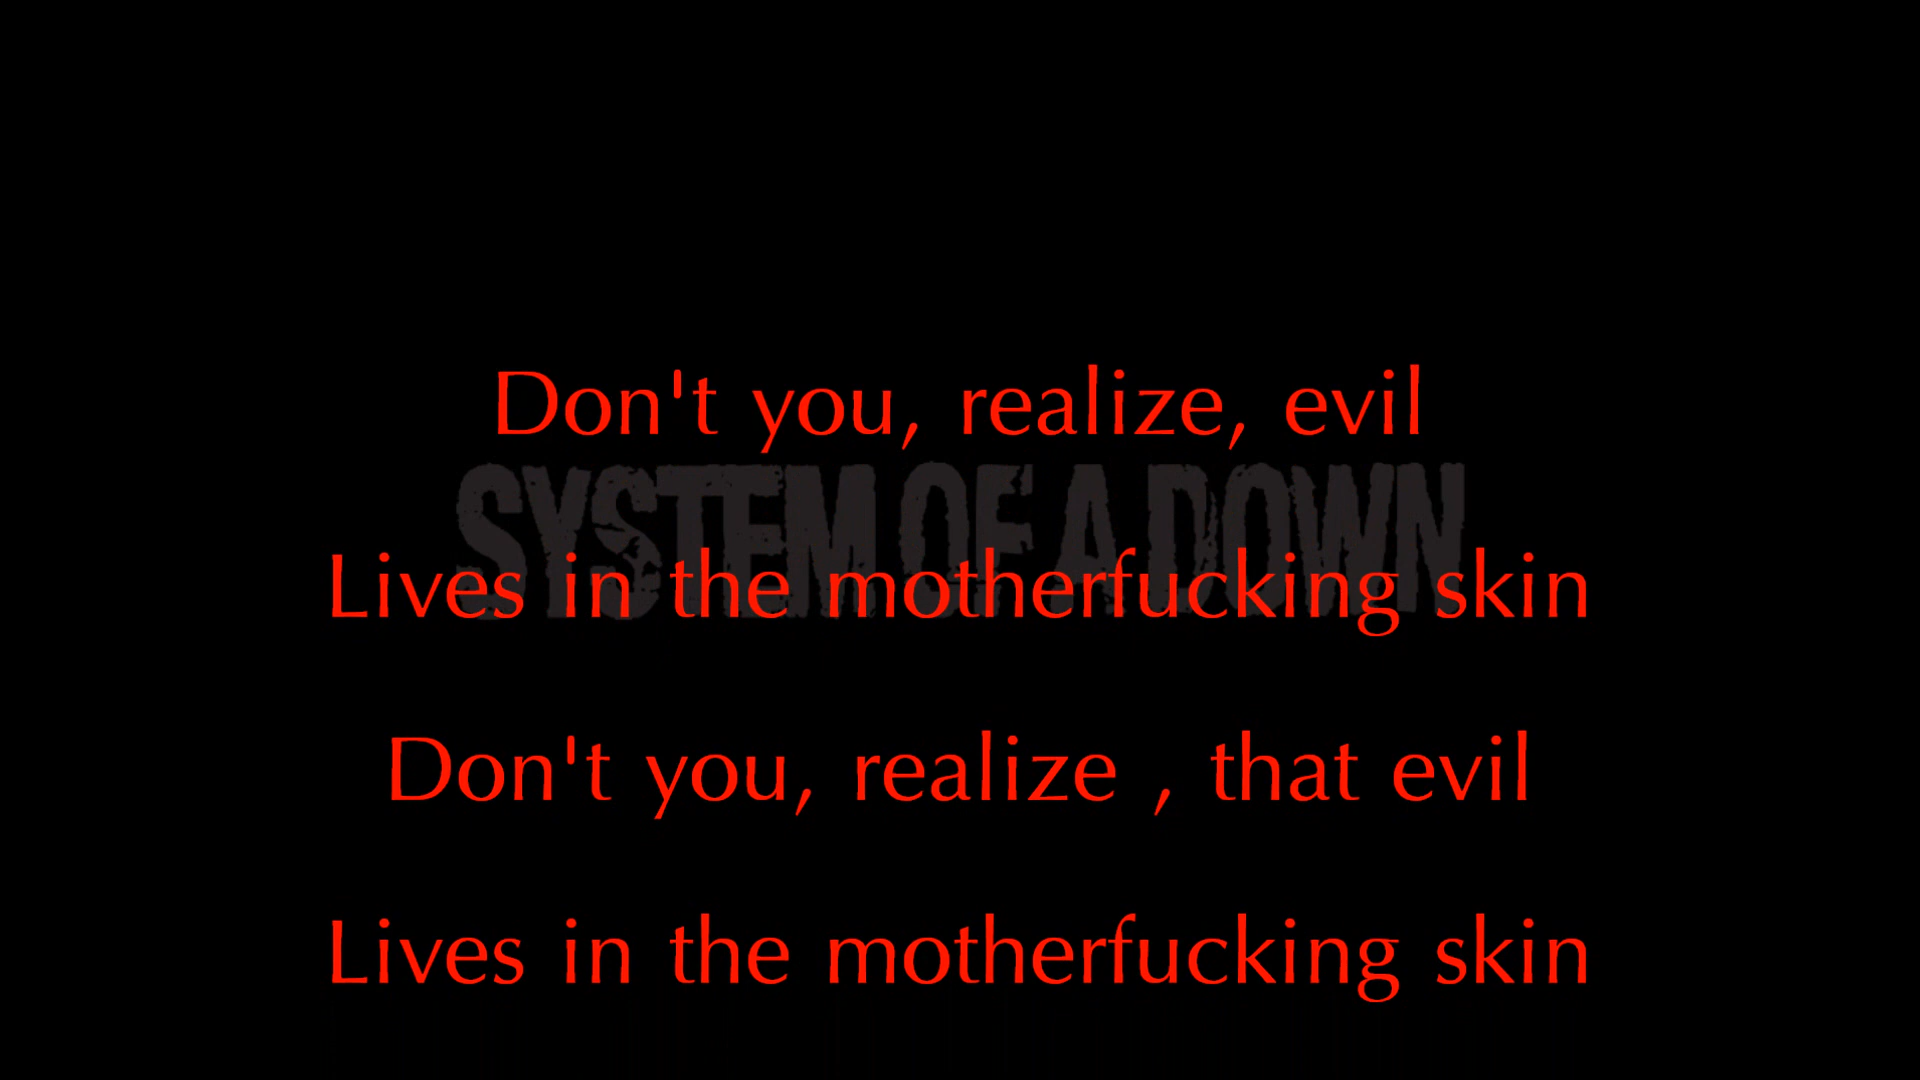 Don't you, realize, evil
SYSTEM OF A DOWN
Lives in the motherfucking skin
Don't you, realize , that evil
Lives in the motherfucking skin